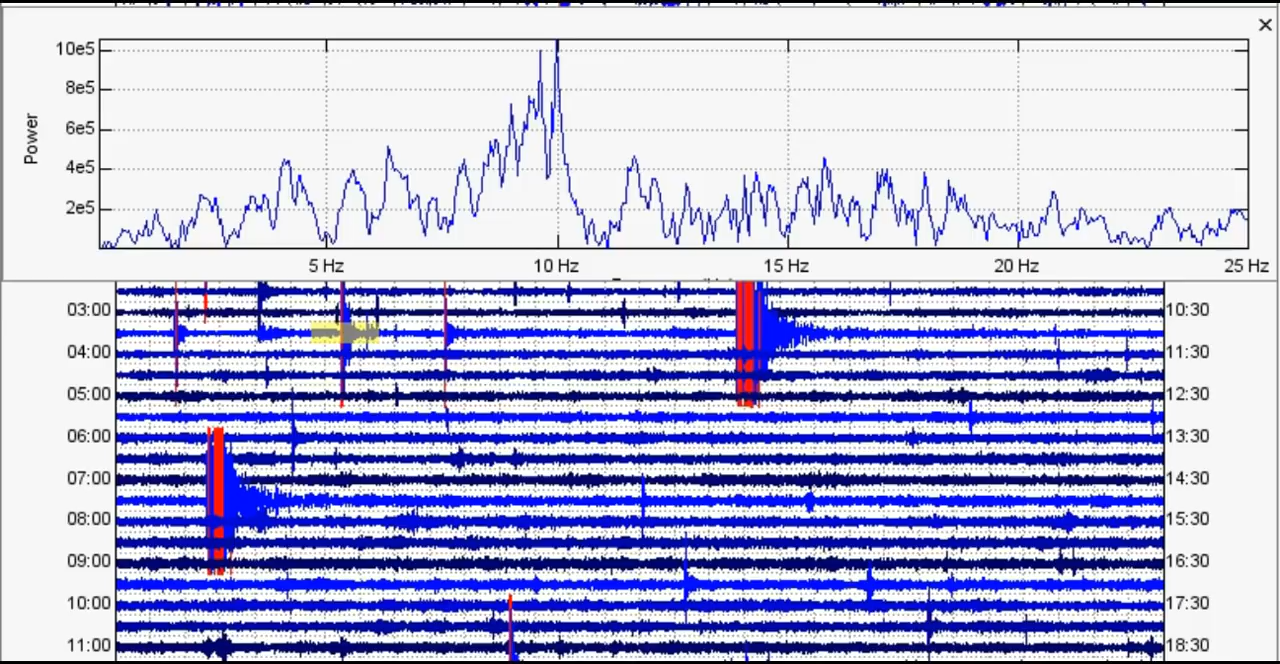 ×
10e5
8e5
6e5
4e5
2e5
Power
5 Hz 10 Hz 15 Hz 20 Hz 25 Hz
03:00 10:30
04:00 11:30
05:00 12:30
06:00 13:30
07:00 14:30
08:00 15:30
09:00 16:30
10:00 17:30
11:00 18:30